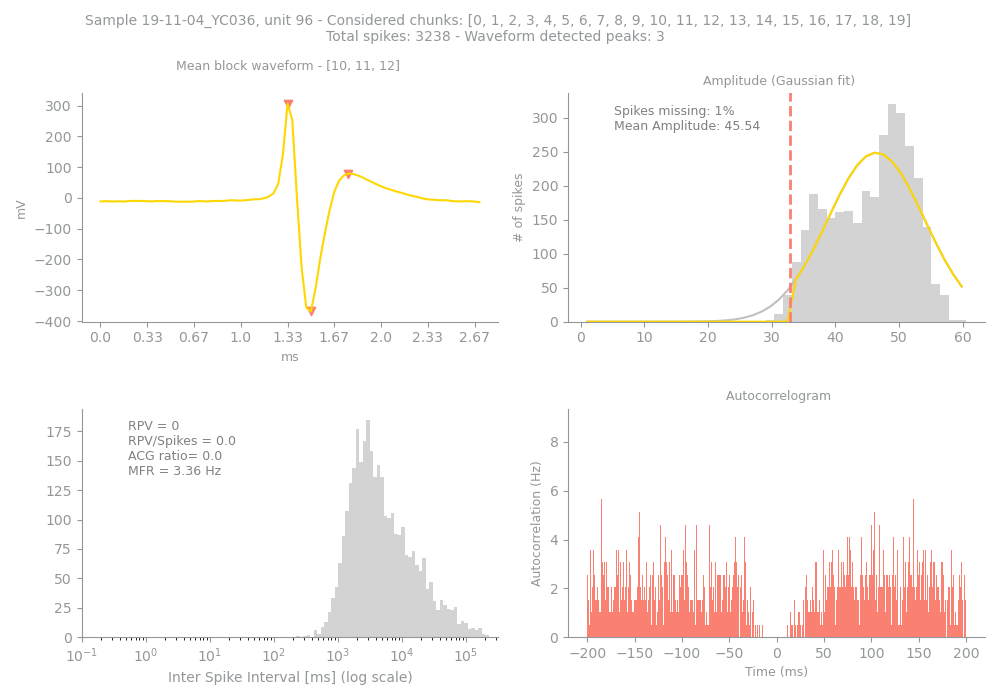 Sample 19-11-04_YC036, unit 96 - Considered chunks: [0, 1, 2, 3, 4, 5, 6, 7, 8, 9, 10, 11, 12, 13, 14, 15, 16, 17, 18, 19]
Total spikes: 3238 - Waveform detected peaks: 3
Mean block waveform - [10, 11, 12]
300
200
100
0
−100
−200
−300
−400
mV
0.0 0.33 0.67 1.0 1.33 1.67 2.0 2.33 2.67
ms
Amplitude (Gaussian fit)
Spikes missing: 1%
Mean Amplitude: 45.54
300
250
200
150
100
50
0
# of spikes
0 10 20 30 40 50 60
RPV = 0
RPV/Spikes = 0.0
ACG ratio= 0.0
MFR = 3.36 Hz
175
150
125
100
75
50
25
0
10⁻¹ 10⁰ 10¹ 10² 10³ 10⁴ 10⁵
Inter Spike Interval [ms] (log scale)
Autocorrelogram
8
6
4
2
0
Autocorrelation (Hz)
−200 −150 −100 −50 0 50 100 150 200
Time (ms)